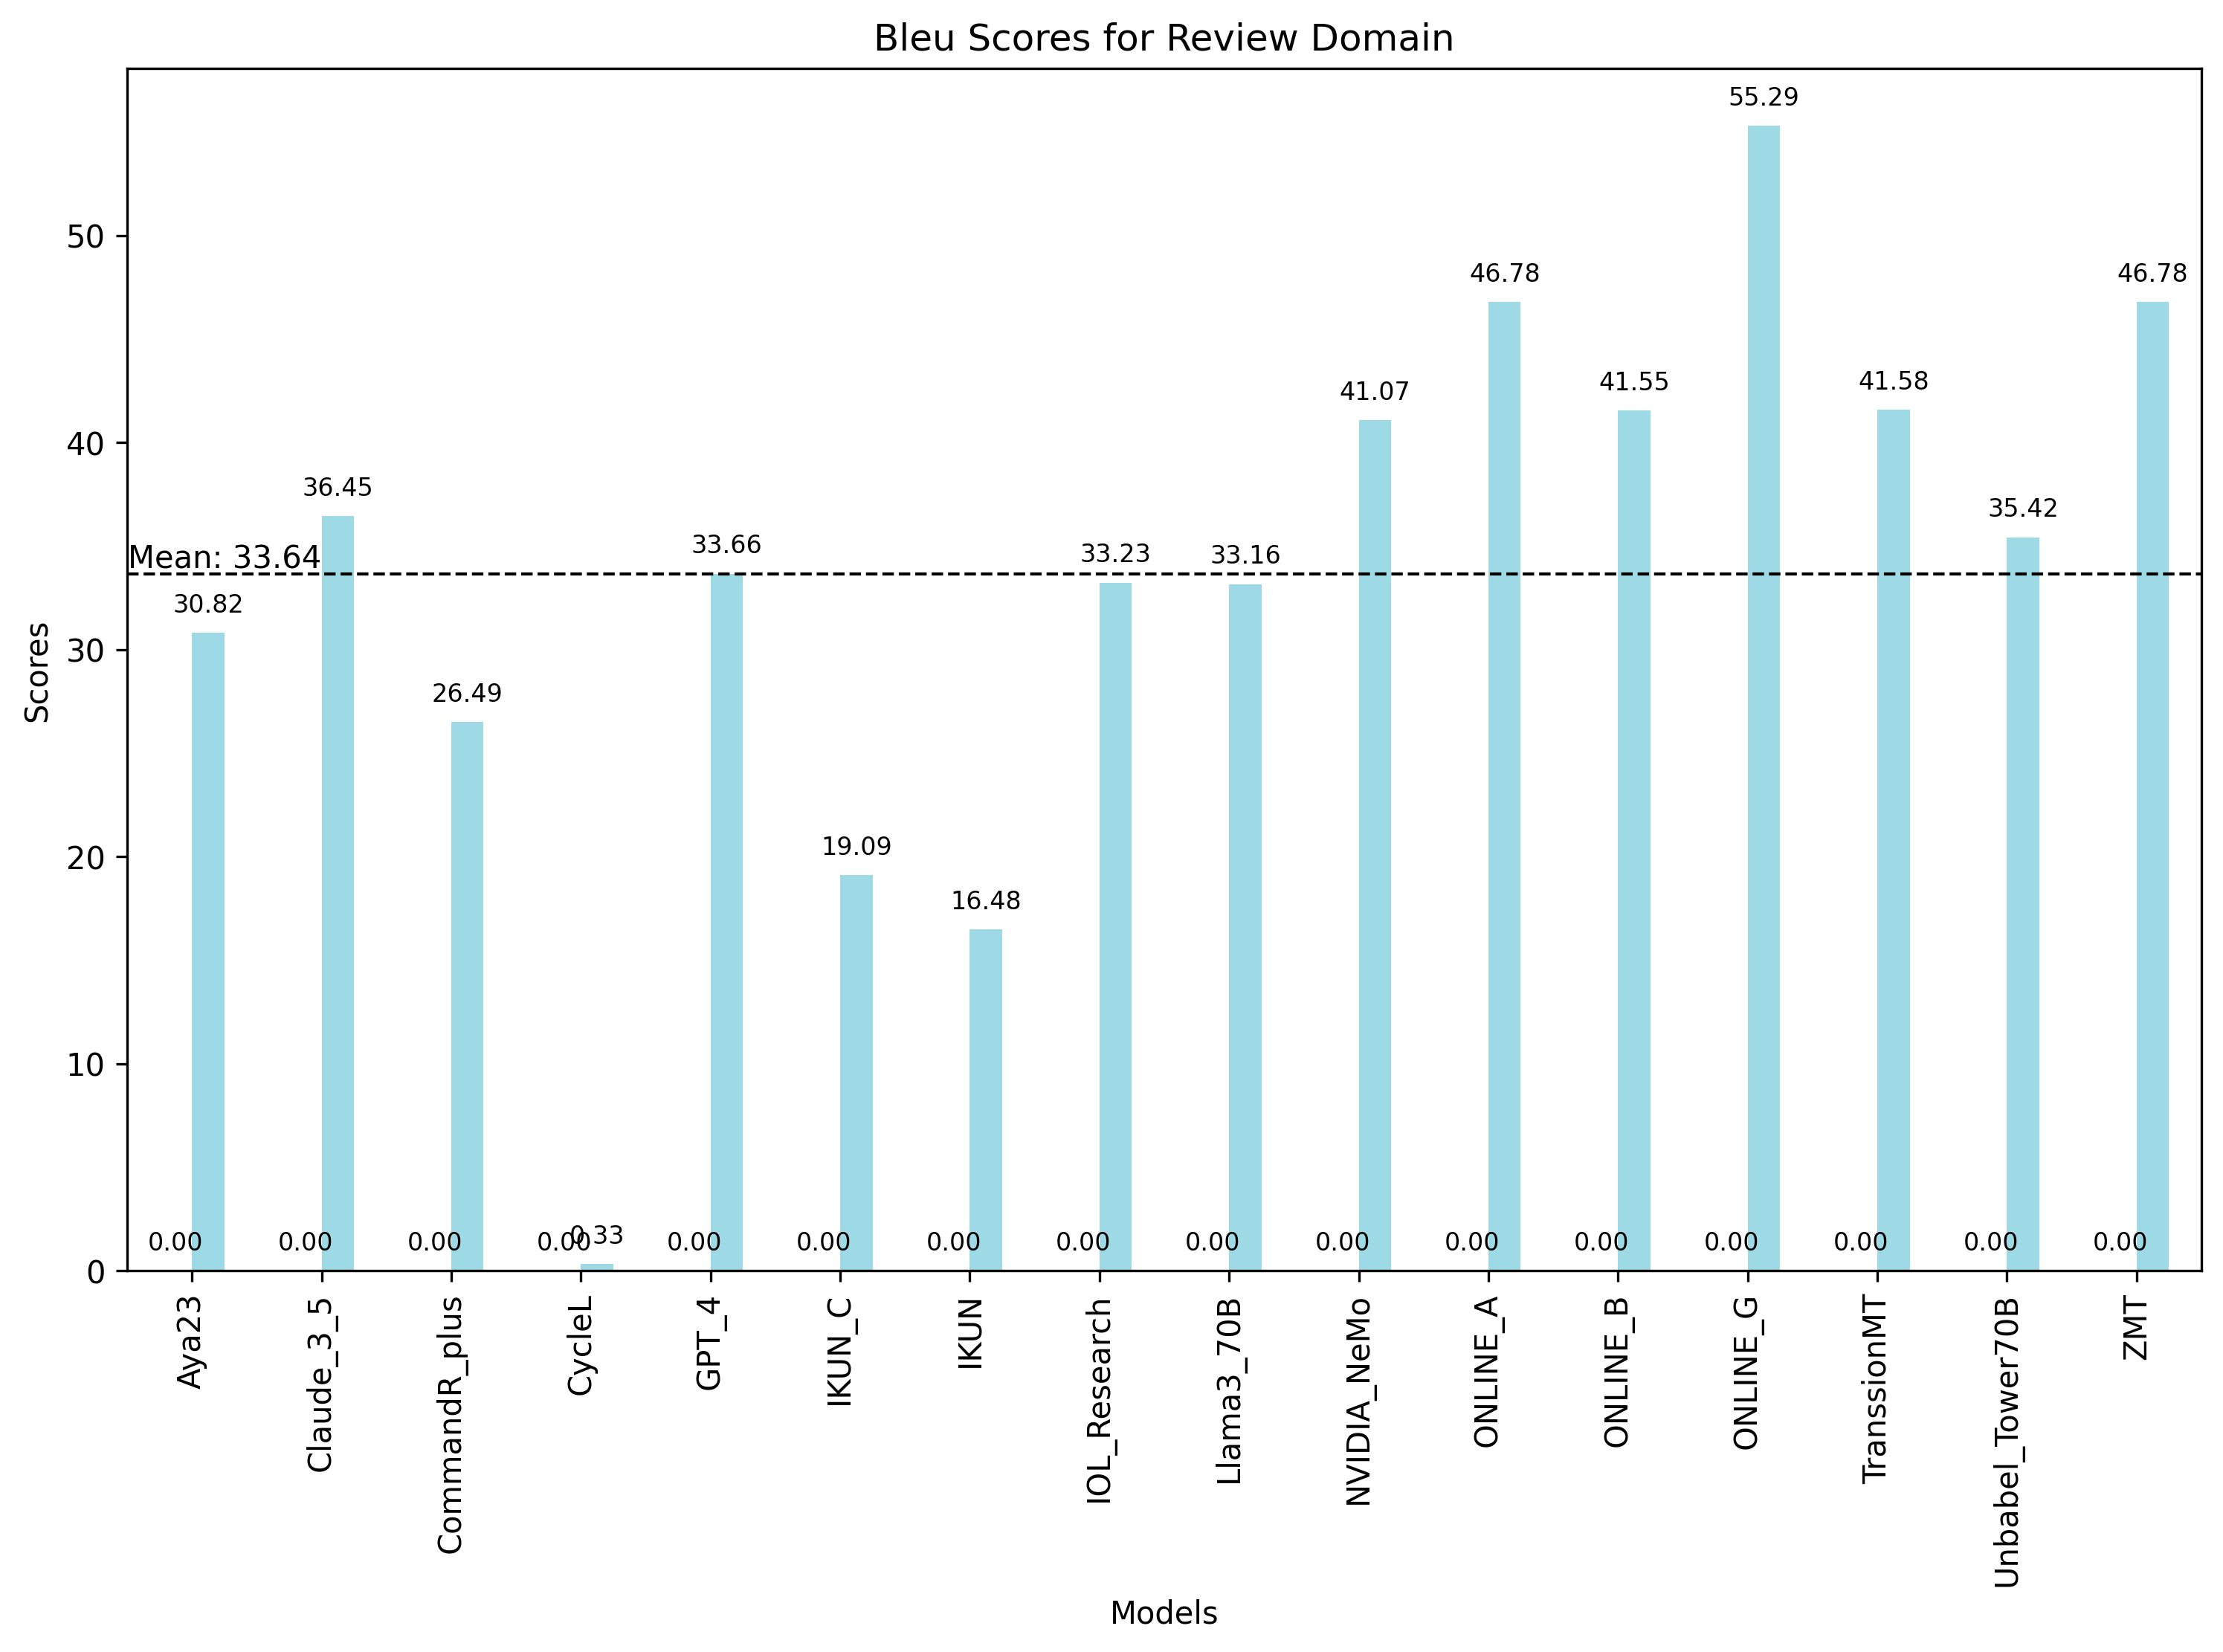 Bleu Scores for Review Domain
55.29
50
46.78
46.78
41.07
41.55
41.58
40
36.45
35.42
Mean: 33.64
33.66
33.23
33.16
30.82
30
26.49
Scores
20
19.09
16.48
10
0.00
0.00
0.00
0.00
0.33
0.00
0.00
0.00
0.00
0.00
0.00
0.00
0.00
0.00
0.00
0.00
0.00
0
Aya23
Claude_3_5
CommandR_plus
CycleL
GPT_4
IKUN_C
IKUN
IOL_Research
Llama3_70B
NVIDIA_NeMo
ONLINE_A
ONLINE_B
ONLINE_G
TranssionMT
Unbabel_Tower70B
ZMT
Models